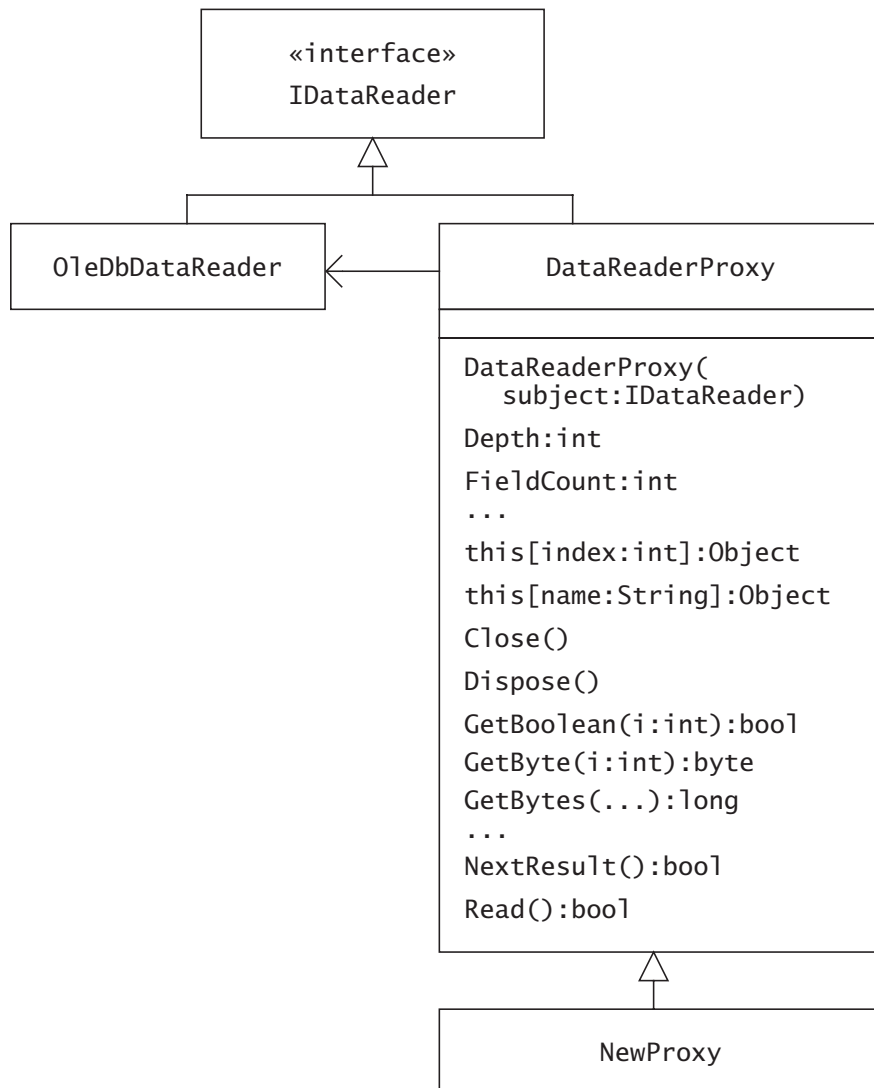 «interface»
IDataReader
OleDbDataReader
DataReaderProxy
DataReaderProxy(
subject:IDataReader)
Depth:int
FieldCount:int
...
this[index:int]:Object
this[name:String]:Object
Close()
Dispose()
GetBoolean(i:int):bool
GetByte(i:int):byte
GetBytes(...):long
...
NextResult():bool
Read():bool
NewProxy